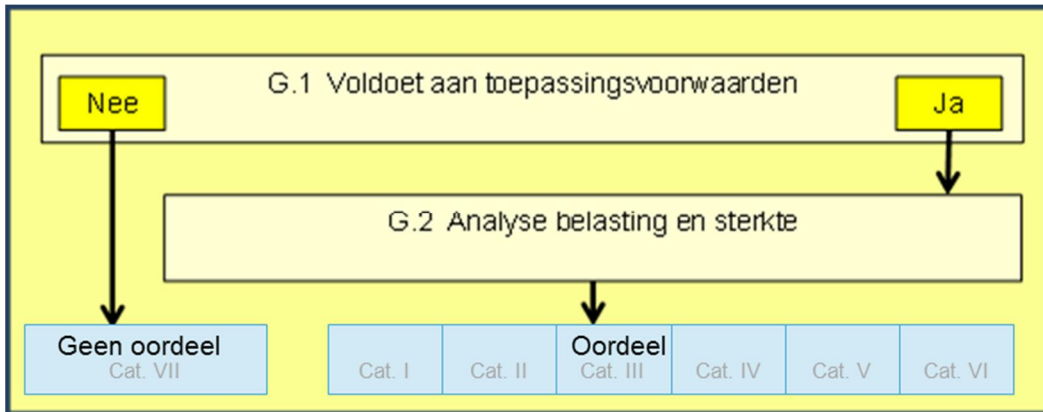 G.1 Voldoet aan toepassingsvoorwaarden
Nee
Ja
G.2 Analyse belasting en sterkte
Geen oordeel
Cat. VII
Oordeel
Cat. I
Cat. II
Cat. III
Cat. IV
Cat. V
Cat. VI